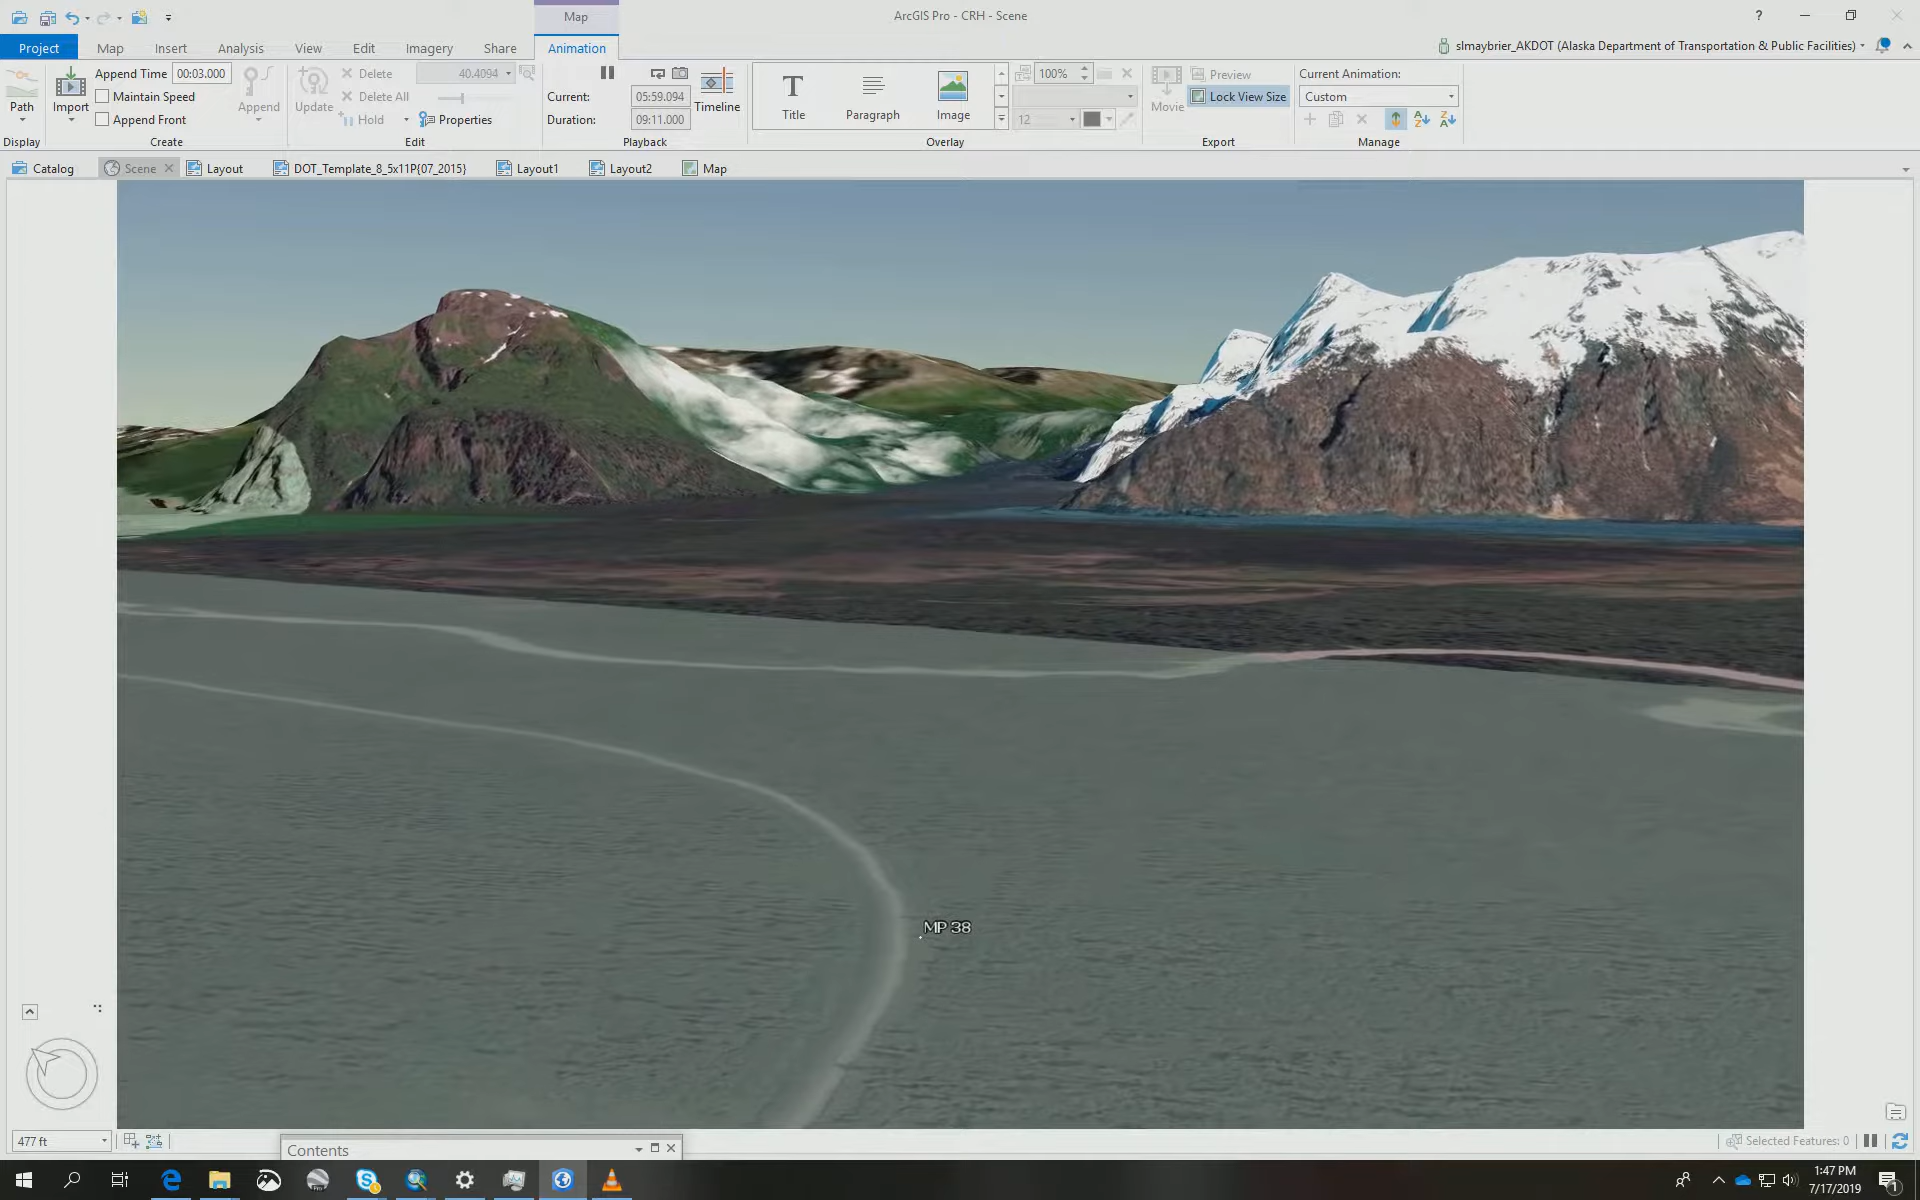 Map
ArcGIS Pro - CRH - Scene
?
Project
Map
Insert
Analysis
View
Edit
Imagery
Share
Animation
slmaybrier_AKDOT (Alaska Department of Transportation & Public Facilities)
Path
Display
Import
Append Time 00:03.000
Maintain Speed
Append Front
Append
Create
Update
Delete
Delete All
Hold
40.4094
Properties
Edit
Current: 05:59.094
Duration: 09:11.000
Timeline
Playback
Title
Paragraph
Image
100%
12
Overlay
Movie
Preview
Lock View Size
Export
Current Animation:
Custom
Manage
Catalog
Scene
Layout
DOT_Template_8_5x11P{07_2015}
Layout1
Layout2
Map
MP 38
477 ft
Contents
Selected Features: 0
1:47 PM
7/17/2019
1